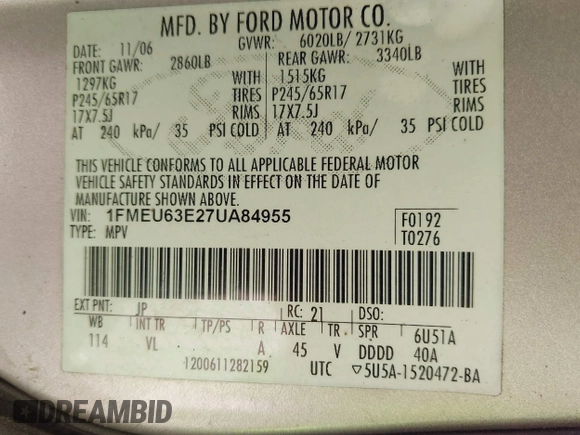 MFD. BY FORD MOTOR CO.
DATE: 11/06 GVWR: 6020LB/ 2731KG
FRONT GAWR: 2860LB REAR GAWR: 3340LB
1297KG WITH 1515KG WITH
P245/65R17 TIRES P245/65R17 TIRES
17X7.5J RIMS 17X7.5J RIMS
AT 240 kPa/ 35 PSI COLD AT 240 kPa/ 35 PSI COLD
THIS VEHICLE CONFORMS TO ALL APPLICABLE FEDERAL MOTOR
VEHICLE SAFETY STANDARDS IN EFFECT ON THE DATE OF
MANUFACTURE SHOWN ABOVE.
VIN: 1FMEU63E27UA84955 F0192
TYPE: MPV T0276
EXT PNT: JP RC: 21 DSO:
WB INT TR TP/PS R AXLE TR SPR 6U51A
114 VL A 45 V DDDD 40A
1200611282159 UTC ▽5U5A-1520472-BA
DREAMBID